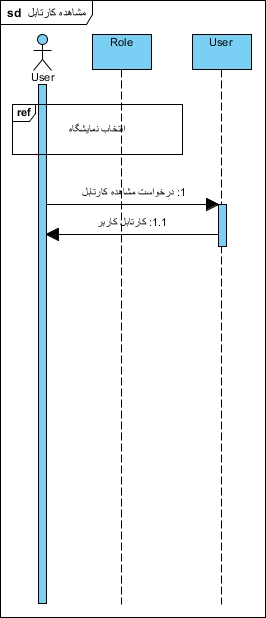 sd مشاهده کارتابل
User
Role
User
ref
انتخاب نمایشگاه
1: درخواست مشاهده کارتابل
1.1: کارتابل کاربر